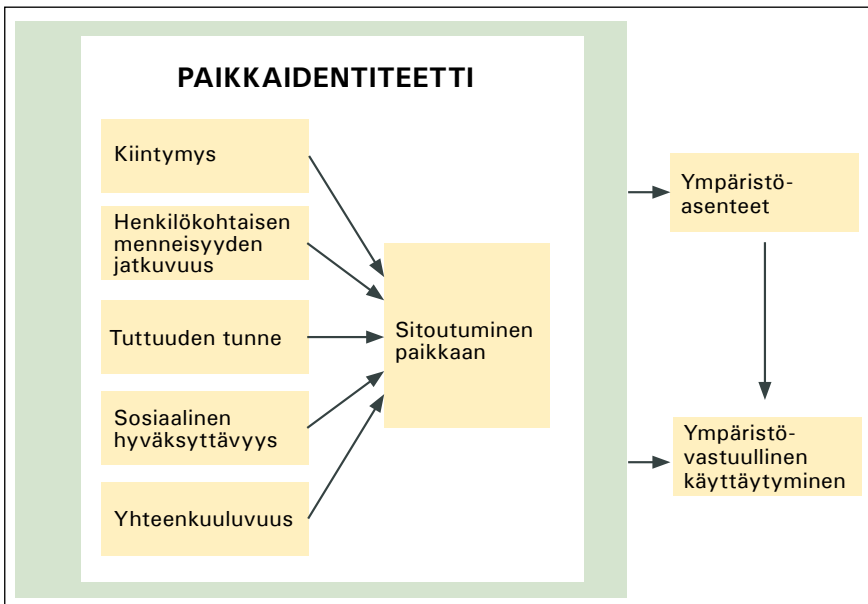 PAIKKAIDENTITEETTI
Kiintymys
Henkilökohtaisen
menneisyyden
jatkuvuus
Tuttuuden tunne
Sosiaalinen
hyväksyttävyys
Yhteenkuuluvuus
Sitoutuminen
paikkaan
Ympäristö-
asenteet
Ympäristö-
vastuullinen
käyttäytyminen